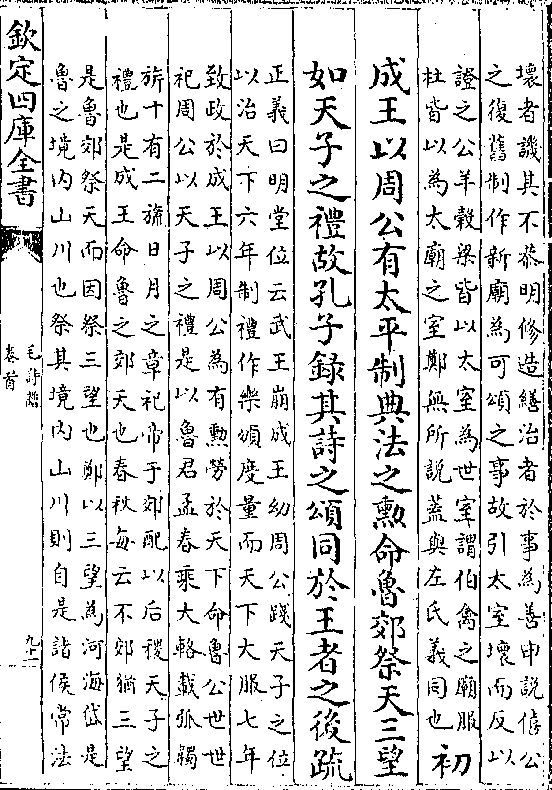 壞者譏其不恭明修造繕治者於事為善申說僖公
之復舊制作新廟為可頌之事故引太室壞而反以
證之公羊穀梁皆以太室為世室謂伯禽之廟服
杜皆以為太廟之室鄭無所說蓋與左氏義同也
初
成王以周公有太平制典法之勲命魯郊祭天三望
如天子之禮故孔子録其詩之頌同於王者之後疏
正義曰明堂位云武王崩成王幼周公踐天子之位
以治天下六年制禮作樂頒度量而天下大服七年
致政於成王以周公為有勲勞於天下命魯公世世
祀周公以天子之禮是以魯君孟春乘大輅載弧韣
旂十有二旒日月之章祀帝于郊配以后稷天子之
禮也是成王命魯之郊天也春秋每云不郊猶三望
是魯郊祭天而因祭三望也鄭以三望為河海岱是
魯之境内山川也祭其境内山川則自是諸侯常法
欽定四庫全書
毛詩譜
卷首
九十一